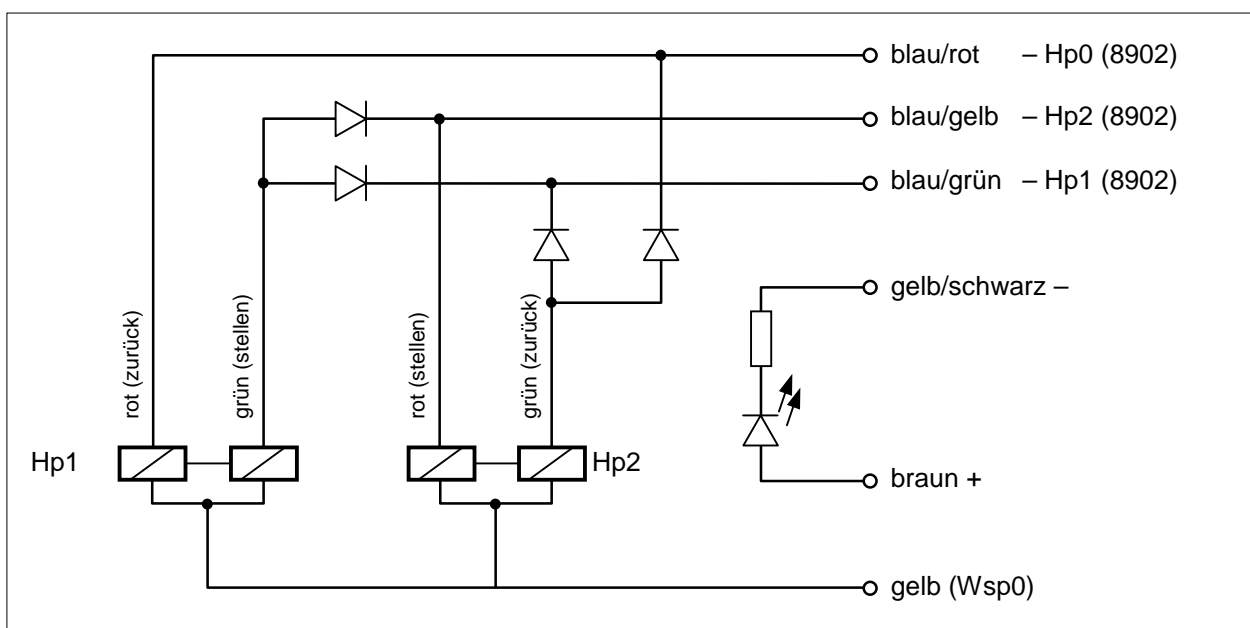 blau/rot – Hp0 (8902)
blau/gelb – Hp2 (8902)
blau/grün – Hp1 (8902)
gelb/schwarz –
rot (zurück)
grün (stellen)
rot (stellen)
grün (zurück)
Hp1
Hp2
braun +
gelb (Wsp0)